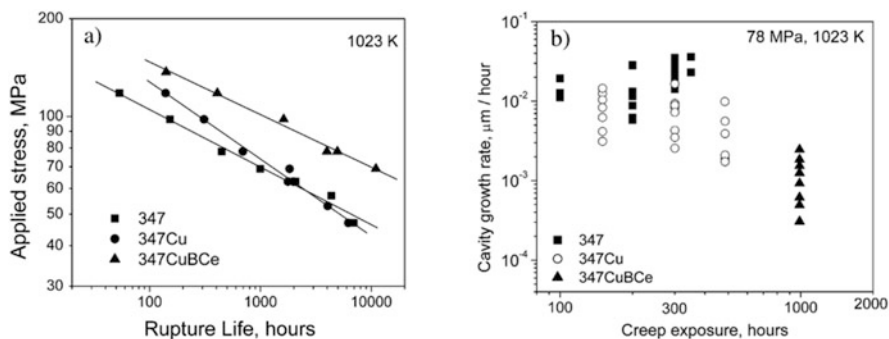 a)
1023 K
Applied stress, MPa
200
100
90
80
70
60
50
40
30
347
347Cu
347CuBCe
100
1000
10000
Rupture Life, hours
b)
78 MPa, 1023 K
Cavity growth rate, μm / hour
10⁻¹
10⁻²
10⁻³
10⁻⁴
347
347Cu
347CuBCe
100
300
1000
2000
Creep exposure, hours